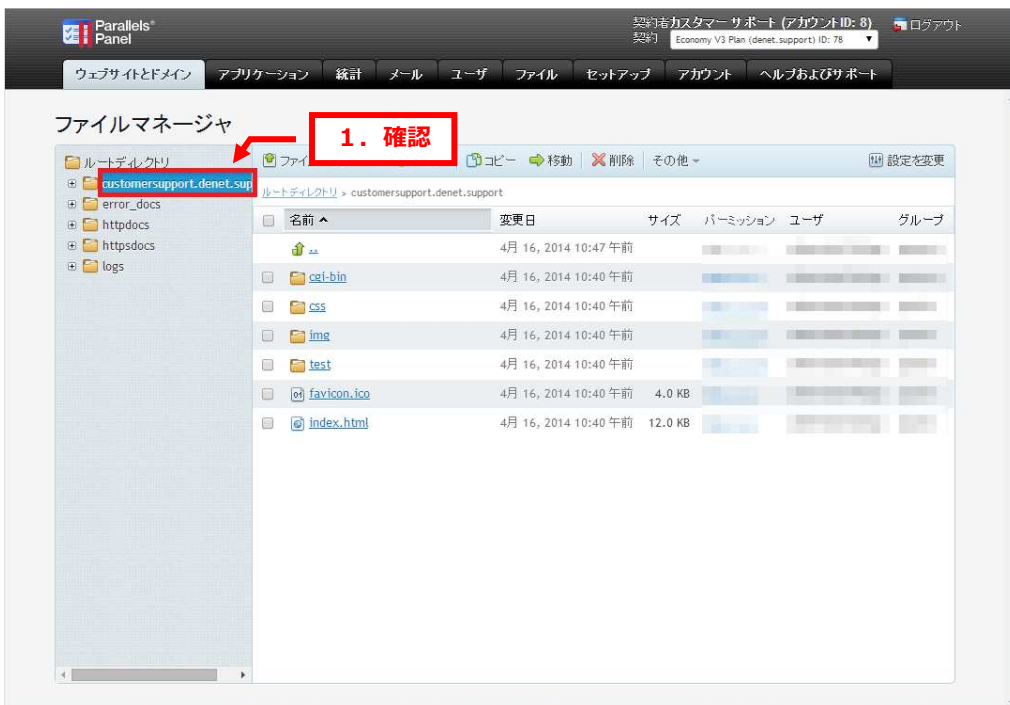 Parallels®
Panel
契約者カスタマー サポート (アカウントID: 8)
契約 Economy V3 Plan (denet.support) ID: 78
ログアウト
ウェブサイトとドメイン アプリケーション 統計 メール ユーザ ファイル セットアップ アカウント ヘルプおよびサポート
ファイルマネージャ
1. 確認
ルートディレクトリ
customersupport.denet.sup
error_docs
httpdocs
httpsdocs
logs
コピー 移動 削除 その他 設定を変更
ルートディレクトリ > customersupport.denet.support
名前 変更日 サイズ パーミッション ユーザ グループ
.. 4月 16, 2014 10:47 午前
cgi-bin 4月 16, 2014 10:40 午前
css 4月 16, 2014 10:40 午前
img 4月 16, 2014 10:40 午前
test 4月 16, 2014 10:40 午前
favicon.ico 4月 16, 2014 10:40 午前 4.0 KB
index.html 4月 16, 2014 10:40 午前 12.0 KB